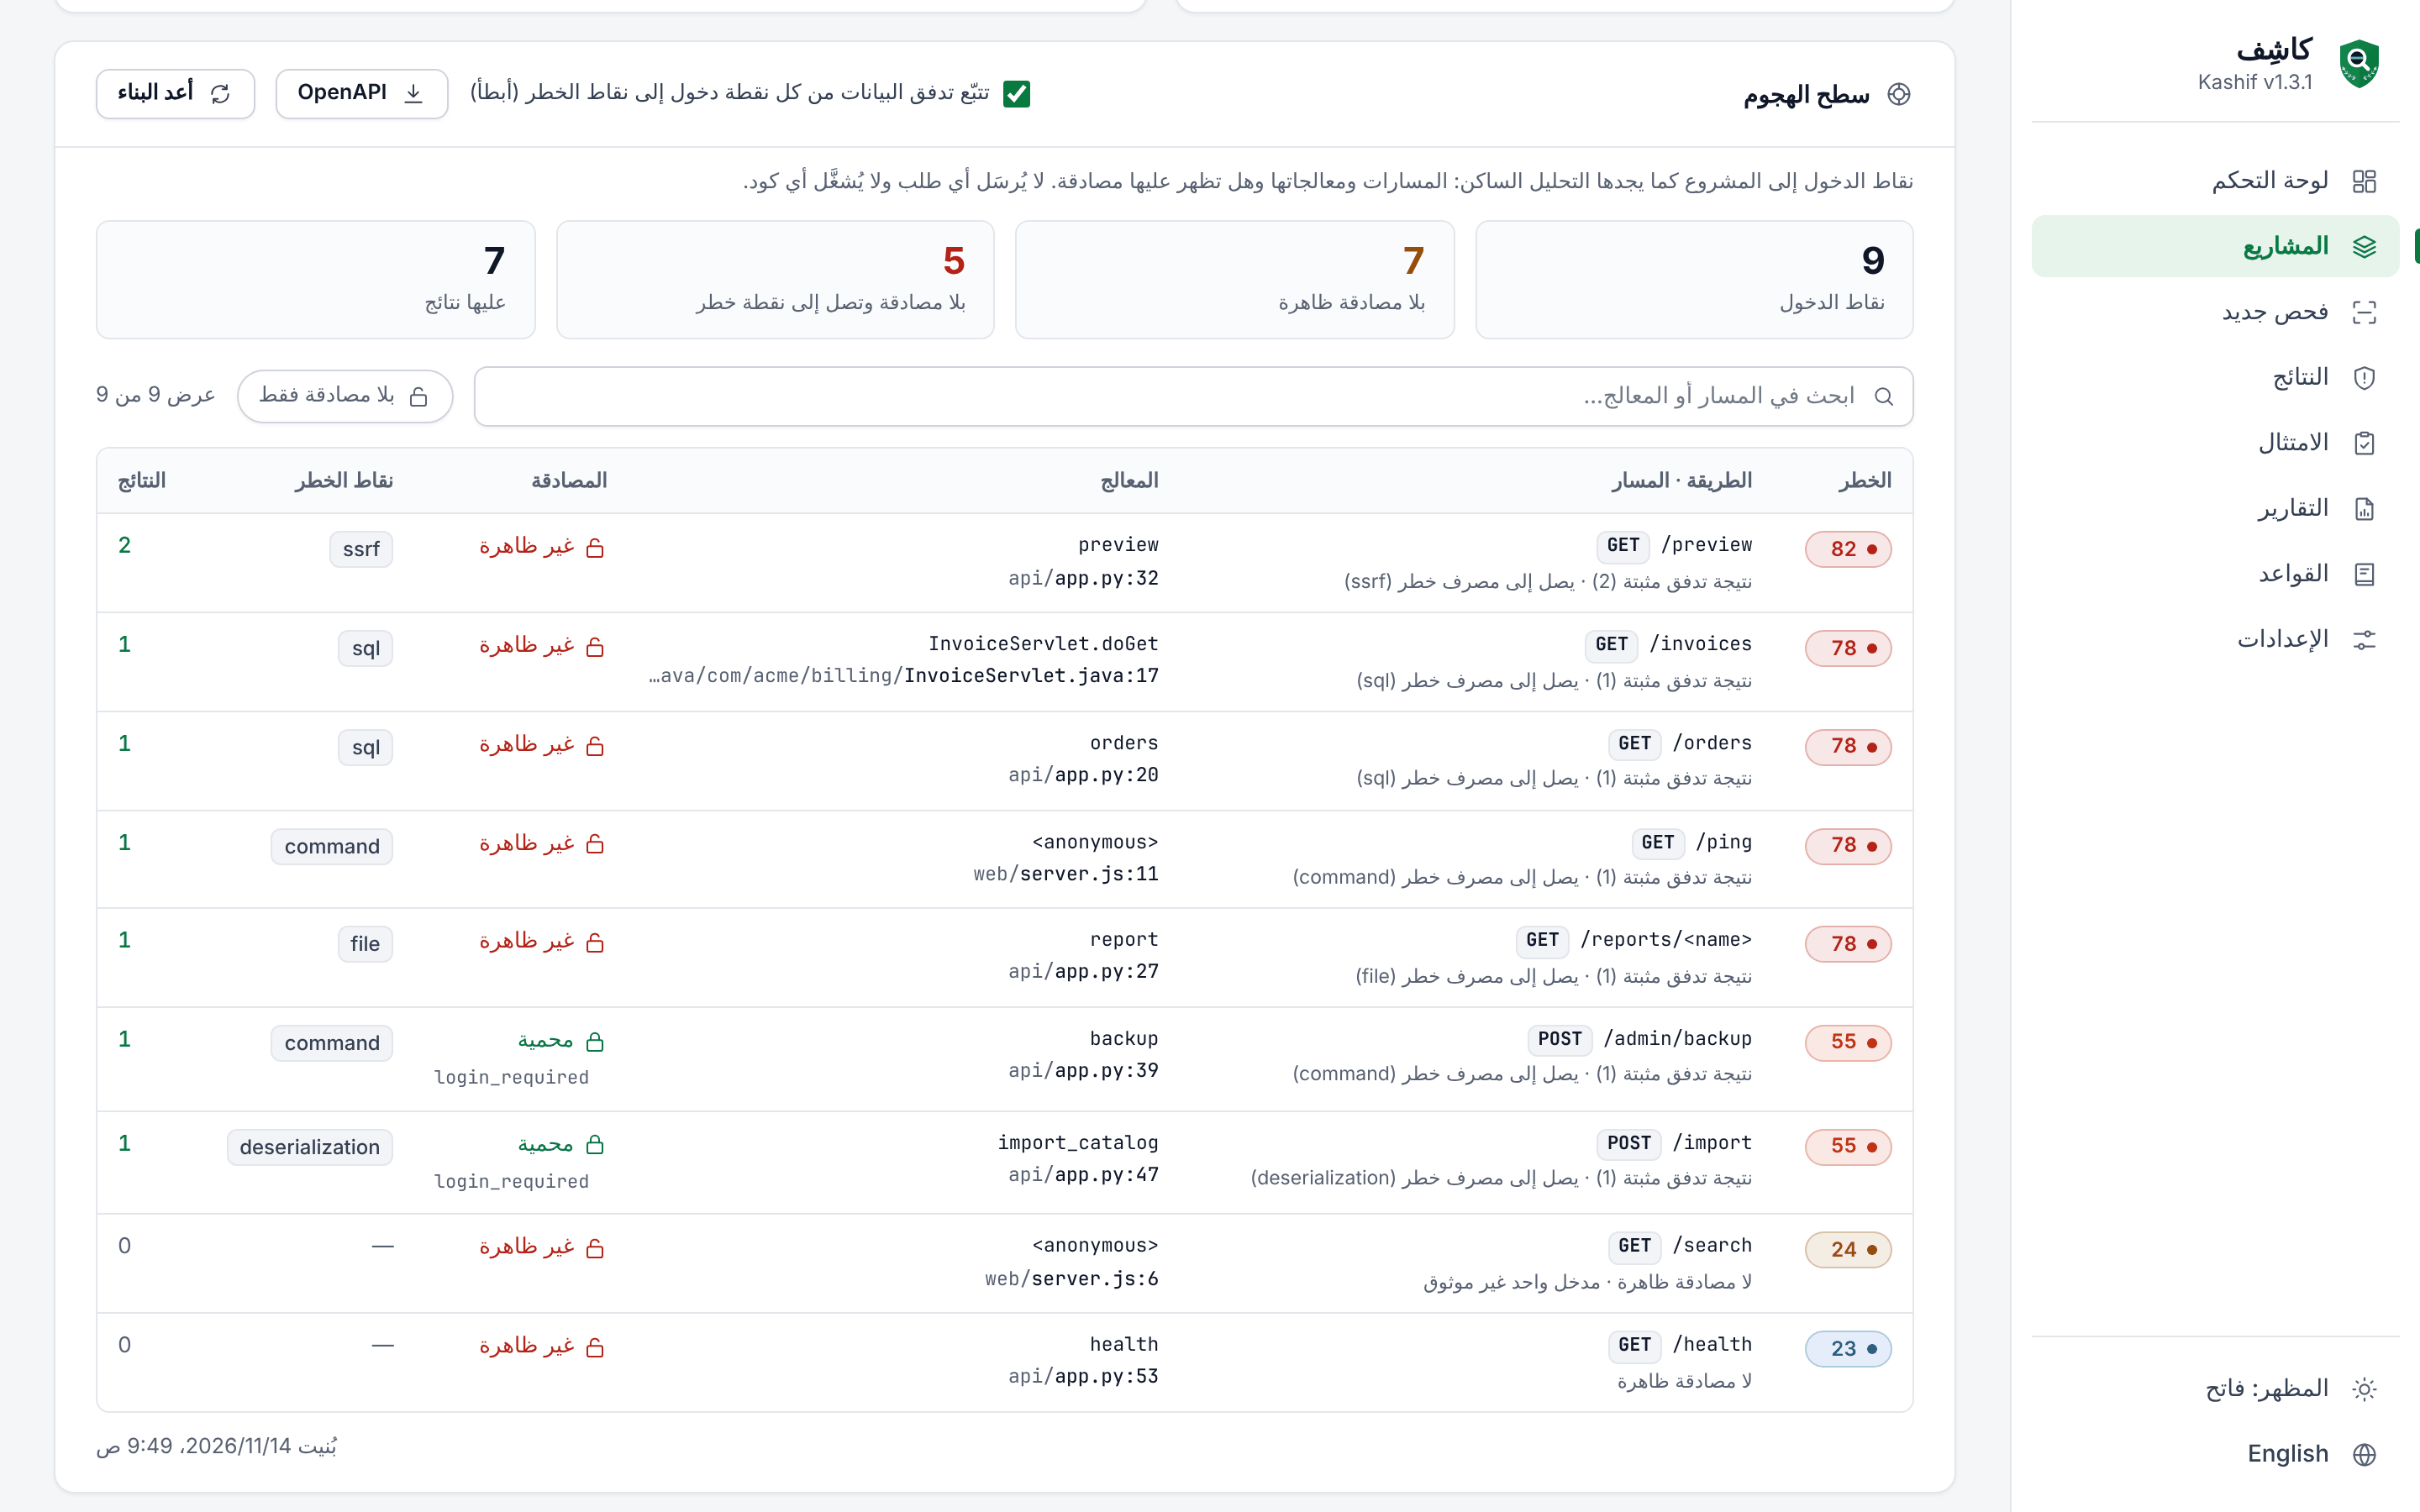 كاشِف
Kashif v1.3.1
لوحة التحكم
المشاريع
فحص جديد
النتائج
الامتثال
التقارير
القواعد
الإعدادات
المظهر: فاتح
English
سطح الهجوم
تتبّع تدفق البيانات من كل نقطة دخول إلى نقاط الخطر (أبطأ)
OpenAPI
أعد البناء
نقاط الدخول إلى المشروع كما يجدها التحليل الساكن: المسارات ومعالجاتها وهل تظهر عليها مصادقة. لا يُرسَل أي طلب ولا يُشغَّل أي كود.
9
نقاط الدخول
7
بلا مصادقة ظاهرة
5
بلا مصادقة وتصل إلى نقطة خطر
7
عليها نتائج
ابحث في المسار أو المعالج...
بلا مصادقة فقط
عرض 9 من 9
الخطر الطريقة · المسار المعالج المصادقة نقاط الخطر النتائج
82 GET /preview preview غير ظاهرة ssrf 2
نتيجة تدفق مثبتة (2) · يصل إلى مصرف خطر (ssrf) api/app.py:32
78 GET /invoices InvoiceServlet.doGet غير ظاهرة sql 1
نتيجة تدفق مثبتة (1) · يصل إلى مصرف خطر (sql) …ava/com/acme/billing/InvoiceServlet.java:17
78 GET /orders orders غير ظاهرة sql 1
نتيجة تدفق مثبتة (1) · يصل إلى مصرف خطر (sql) api/app.py:20
78 GET /ping <anonymous> غير ظاهرة command 1
نتيجة تدفق مثبتة (1) · يصل إلى مصرف خطر (command) web/server.js:11
78 GET /reports/<name> report غير ظاهرة file 1
نتيجة تدفق مثبتة (1) · يصل إلى مصرف خطر (file) api/app.py:27
55 POST /admin/backup backup محمية command 1
نتيجة تدفق مثبتة (1) · يصل إلى مصرف خطر (command) api/app.py:39 login_required
55 POST /import import_catalog محمية deserialization 1
نتيجة تدفق مثبتة (1) · يصل إلى مصرف خطر (deserialization) api/app.py:47 login_required
24 GET /search <anonymous> غير ظاهرة — 0
لا مصادقة ظاهرة · مدخل واحد غير موثوق web/server.js:6
23 GET /health health غير ظاهرة — 0
لا مصادقة ظاهرة api/app.py:53
بُنيت 2026/11/14، 9:49 ص